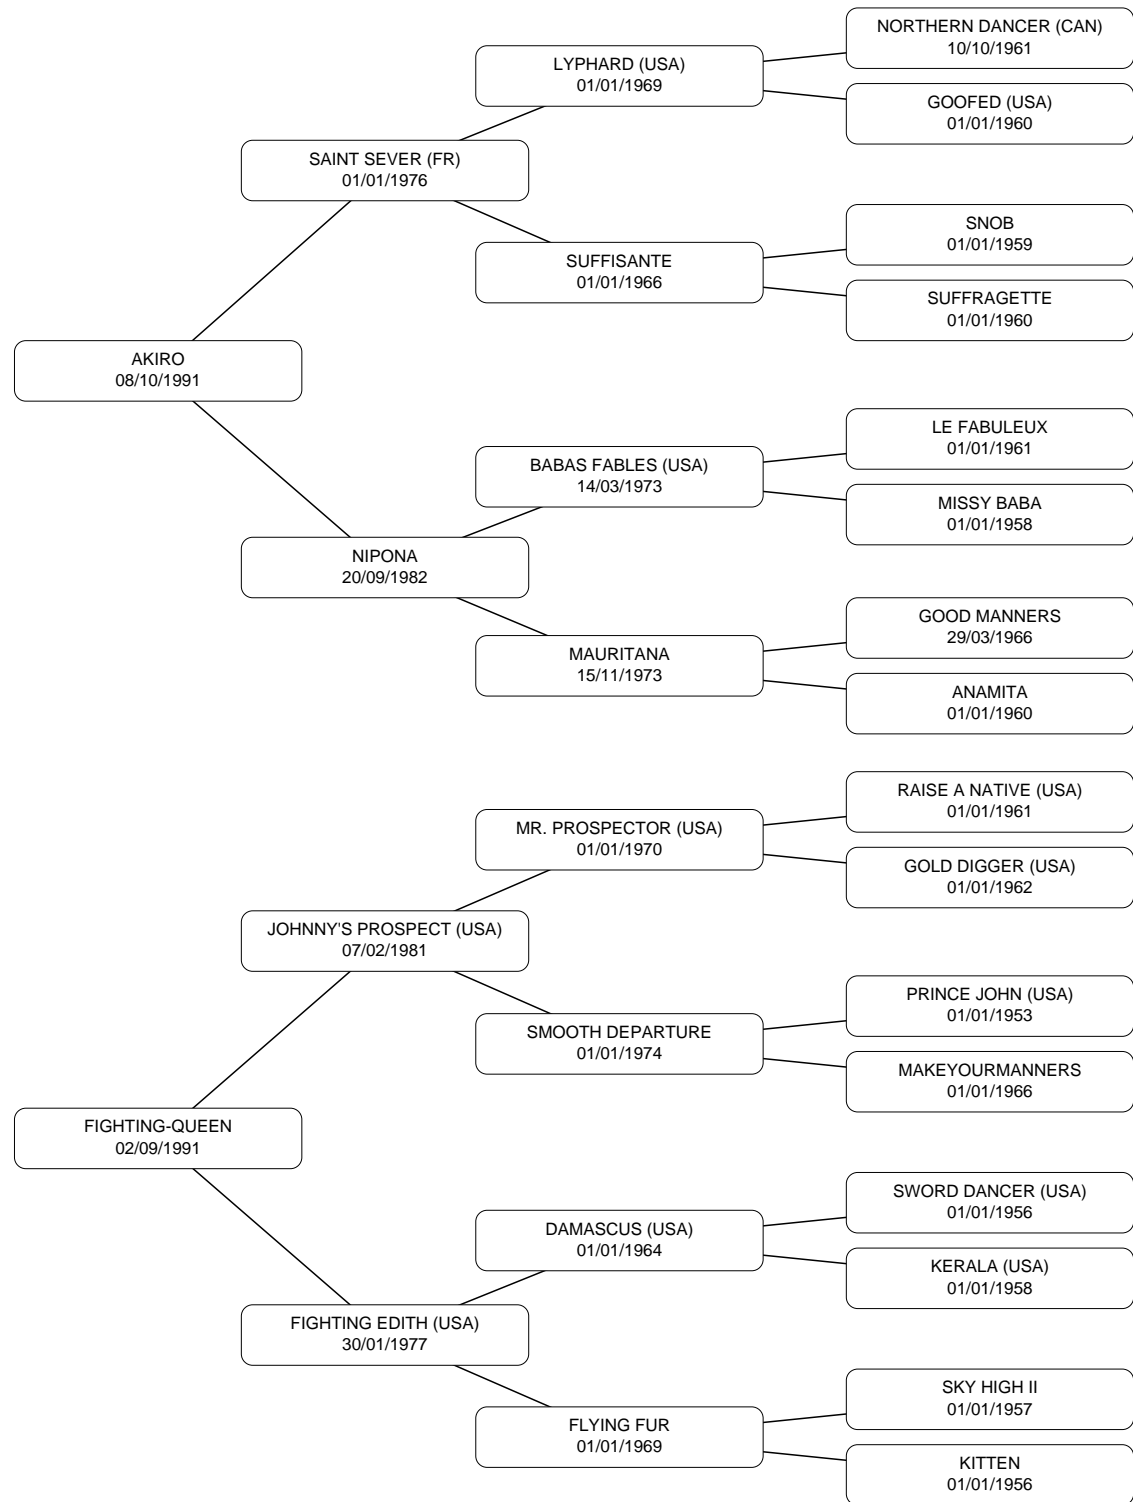 NORTHERN DANCER (CAN)
10/10/1961
LYPHARD (USA)
01/01/1969
GOOFED (USA)
01/01/1960
SAINT SEVER (FR)
01/01/1976
SNOB
01/01/1959
SUFFISANTE
01/01/1966
SUFFRAGETTE
01/01/1960
AKIRO
08/10/1991
LE FABULEUX
01/01/1961
BABAS FABLES (USA)
14/03/1973
MISSY BABA
01/01/1958
NIPONA
20/09/1982
GOOD MANNERS
29/03/1966
MAURITANA
15/11/1973
ANAMITA
01/01/1960
RAISE A NATIVE (USA)
01/01/1961
MR. PROSPECTOR (USA)
01/01/1970
GOLD DIGGER (USA)
01/01/1962
JOHNNY'S PROSPECT (USA)
07/02/1981
PRINCE JOHN (USA)
01/01/1953
SMOOTH DEPARTURE
01/01/1974
MAKEYOURMANNERS
01/01/1966
FIGHTING-QUEEN
02/09/1991
SWORD DANCER (USA)
01/01/1956
DAMASCUS (USA)
01/01/1964
KERALA (USA)
01/01/1958
FIGHTING EDITH (USA)
30/01/1977
SKY HIGH II
01/01/1957
FLYING FUR
01/01/1969
KITTEN
01/01/1956